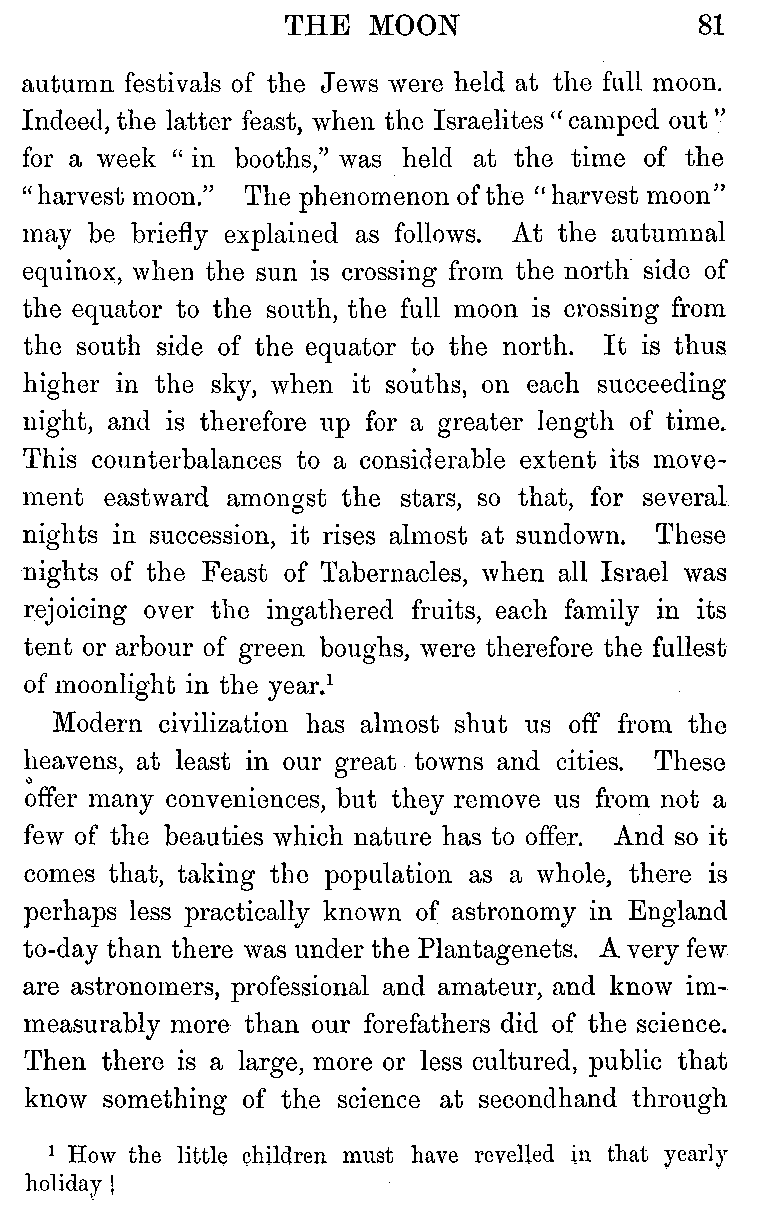 THE MOON 81
autumn festivals of the Jews were held at the full moon.
Indeed, the latter feast, when the Israelites "camped out"
for a week "in booths," was held at the time of the
"harvest moon." The phenomenon of the "harvest moon"
may be briefly explained as follows. At the autumnal
equinox, when the sun is crossing from the north side of
the equator to the south, the full moon is crossing from
the south side of the equator to the north. It is thus
higher in the sky, when it souths, on each succeeding
night, and is therefore up for a greater length of time.
This counterbalances to a considerable extent its move-
ment eastward amongst the stars, so that, for several
nights in succession, it rises almost at sundown. These
nights of the Feast of Tabernacles, when all Israel was
rejoicing over the ingathered fruits, each family in its
tent or arbour of green boughs, were therefore the fullest
of moonlight in the year.¹
Modern civilization has almost shut us off from the
heavens, at least in our great towns and cities. These
offer many conveniences, but they remove us from not a
few of the beauties which nature has to offer. And so it
comes that, taking the population as a whole, there is
perhaps less practically known of astronomy in England
to-day than there was under the Plantagenets. A very few
are astronomers, professional and amateur, and know im-
measurably more than our forefathers did of the science.
Then there is a large, more or less cultured, public that
know something of the science at secondhand through
¹ How the little children must have revelled in that yearly
holiday!